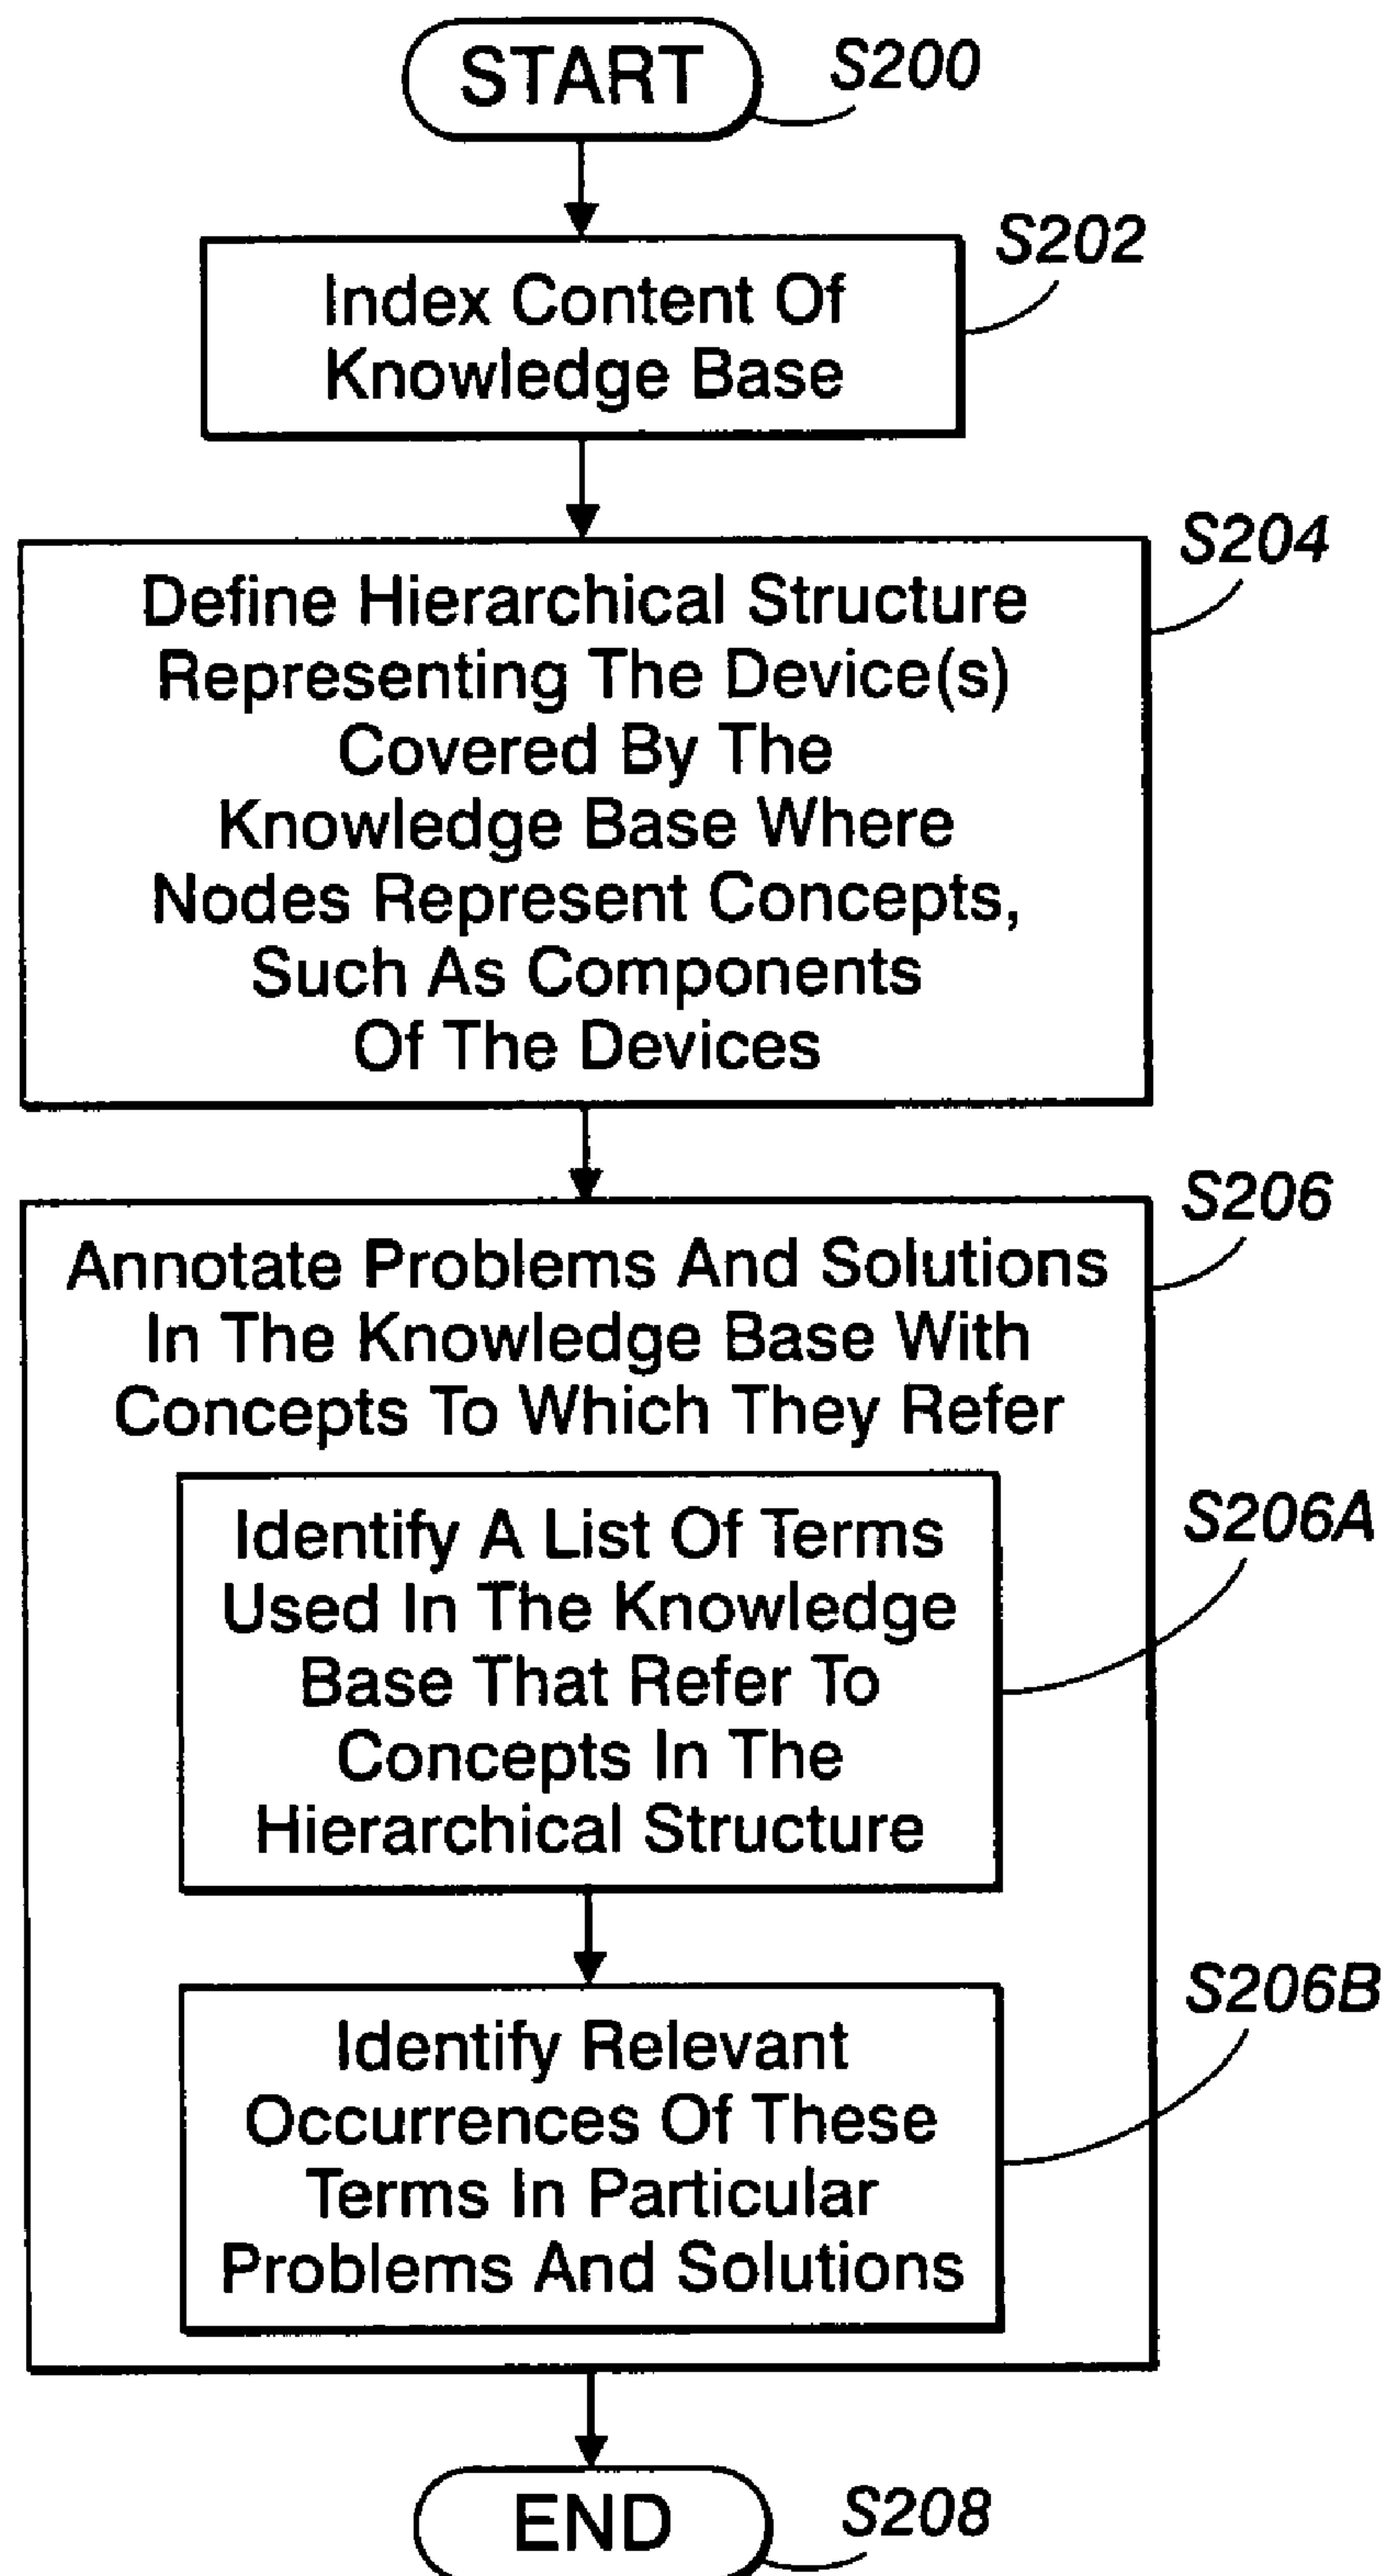 START
S200
Index Content Of
Knowledge Base
S202
Define Hierarchical Structure
Representing The Device(s)
Covered By The
Knowledge Base Where
Nodes Represent Concepts,
Such As Components
Of The Devices
S204
Annotate Problems And Solutions
In The Knowledge Base With
Concepts To Which They Refer
S206
Identify A List Of Terms
Used In The Knowledge
Base That Refer To
Concepts In The
Hierarchical Structure
S206A
Identify Relevant
Occurrences Of These
Terms In Particular
Problems And Solutions
S206B
END
S208